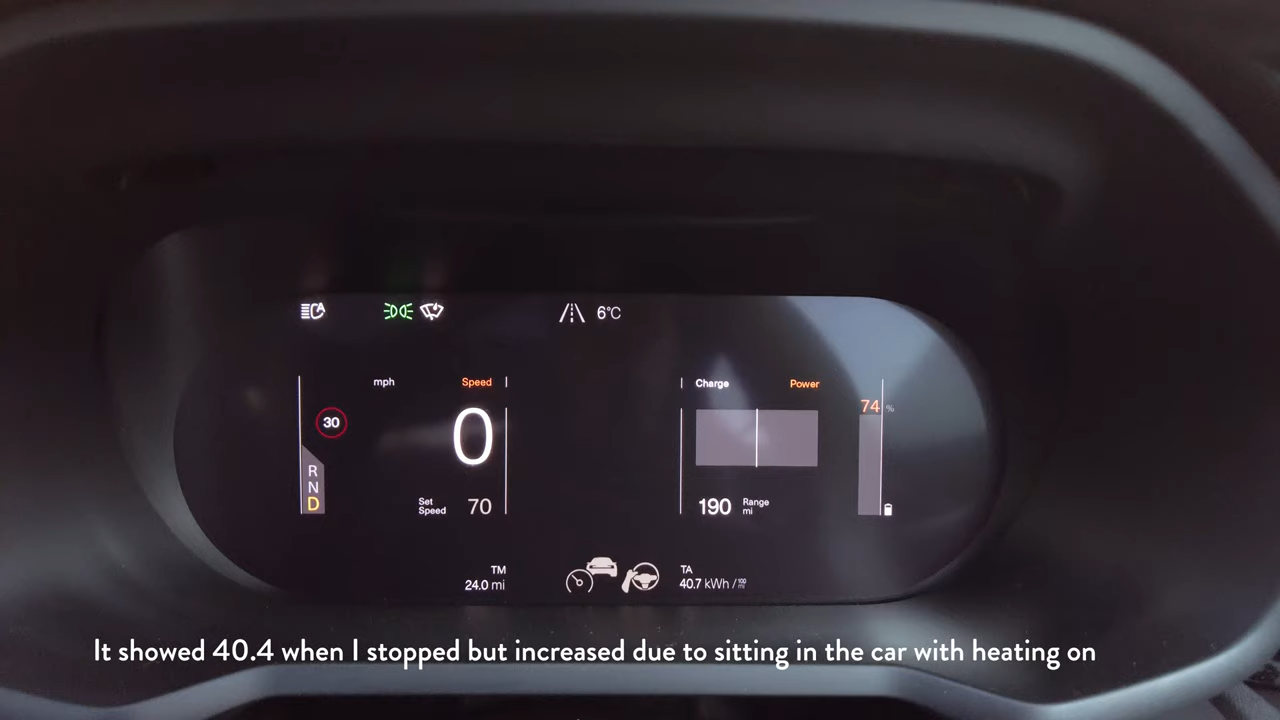 6°C
mph Speed
Charge Power
74 %
30
0
R
N
D
Set
Speed 70
190 Range
mi
TM
24.0 mi
TA
40.7 kWh /100
mi
It showed 40.4 when I stopped but increased due to sitting in the car with heating on